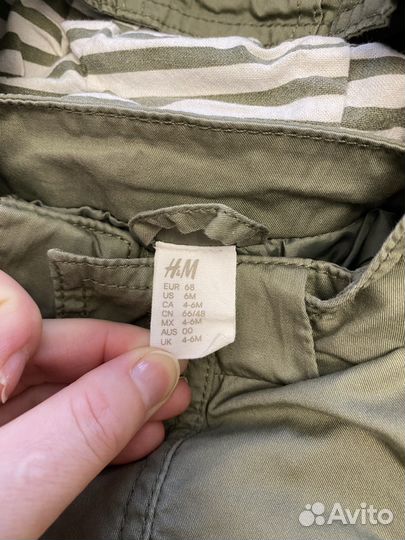 H&M
EUR 68
US 6M
CA 4-6M
CN 66/48
MX 4-6M
AUS 00
UK 4-6M
Avito